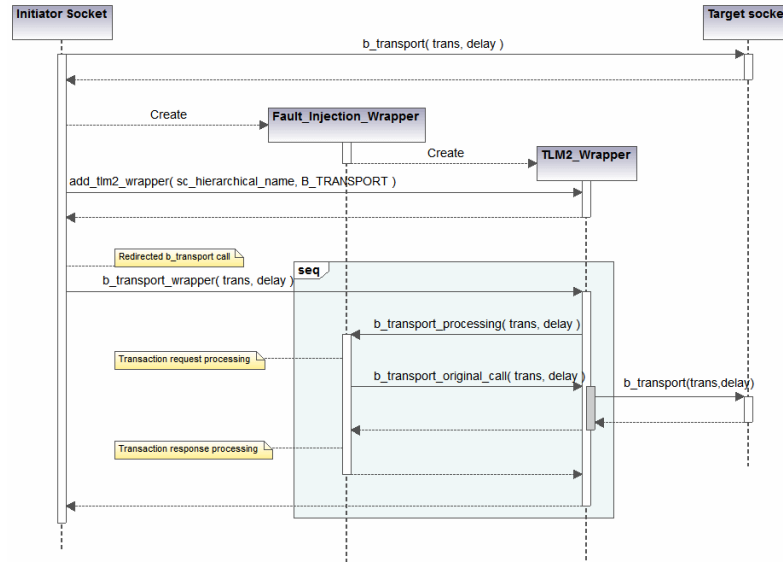 Initiator Socket
Target socke
b_transport( trans, delay )
Create
Fault_Injection_Wrapper
Create
TLM2_Wrapper
add_tlm2_wrapper( sc_hierarchical_name, B_TRANSPORT )
Redirected b_transport call
seq
b_transport_wrapper( trans, delay )
b_transport_processing( trans, delay )
Transaction request processing
b_transport_original_call( trans, delay )
b_transport(trans,delay)
Transaction response processing